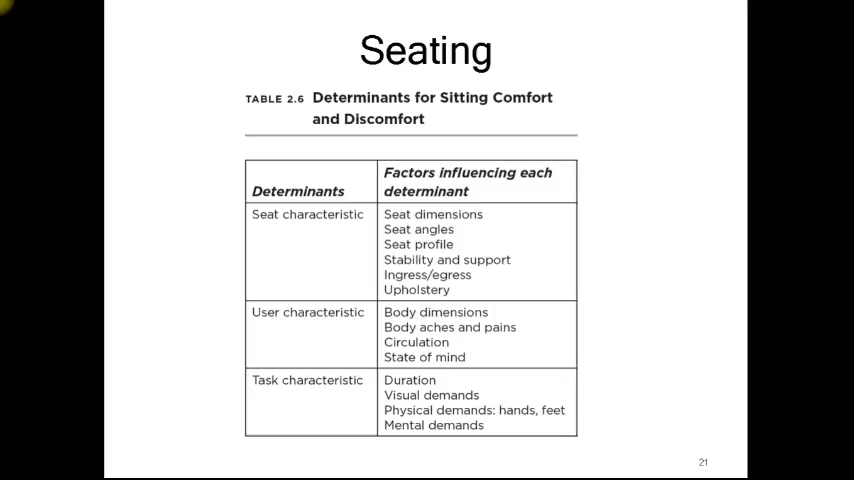 Seating
TABLE 2.6 Determinants for Sitting Comfort
and Discomfort
Determinants
Factors influencing each
determinant
Seat characteristic
Seat dimensions
Seat angles
Seat profile
Stability and support
Ingress/egress
Upholstery
User characteristic
Body dimensions
Body aches and pains
Circulation
State of mind
Task characteristic
Duration
Visual demands
Physical demands: hands, feet
Mental demands
21